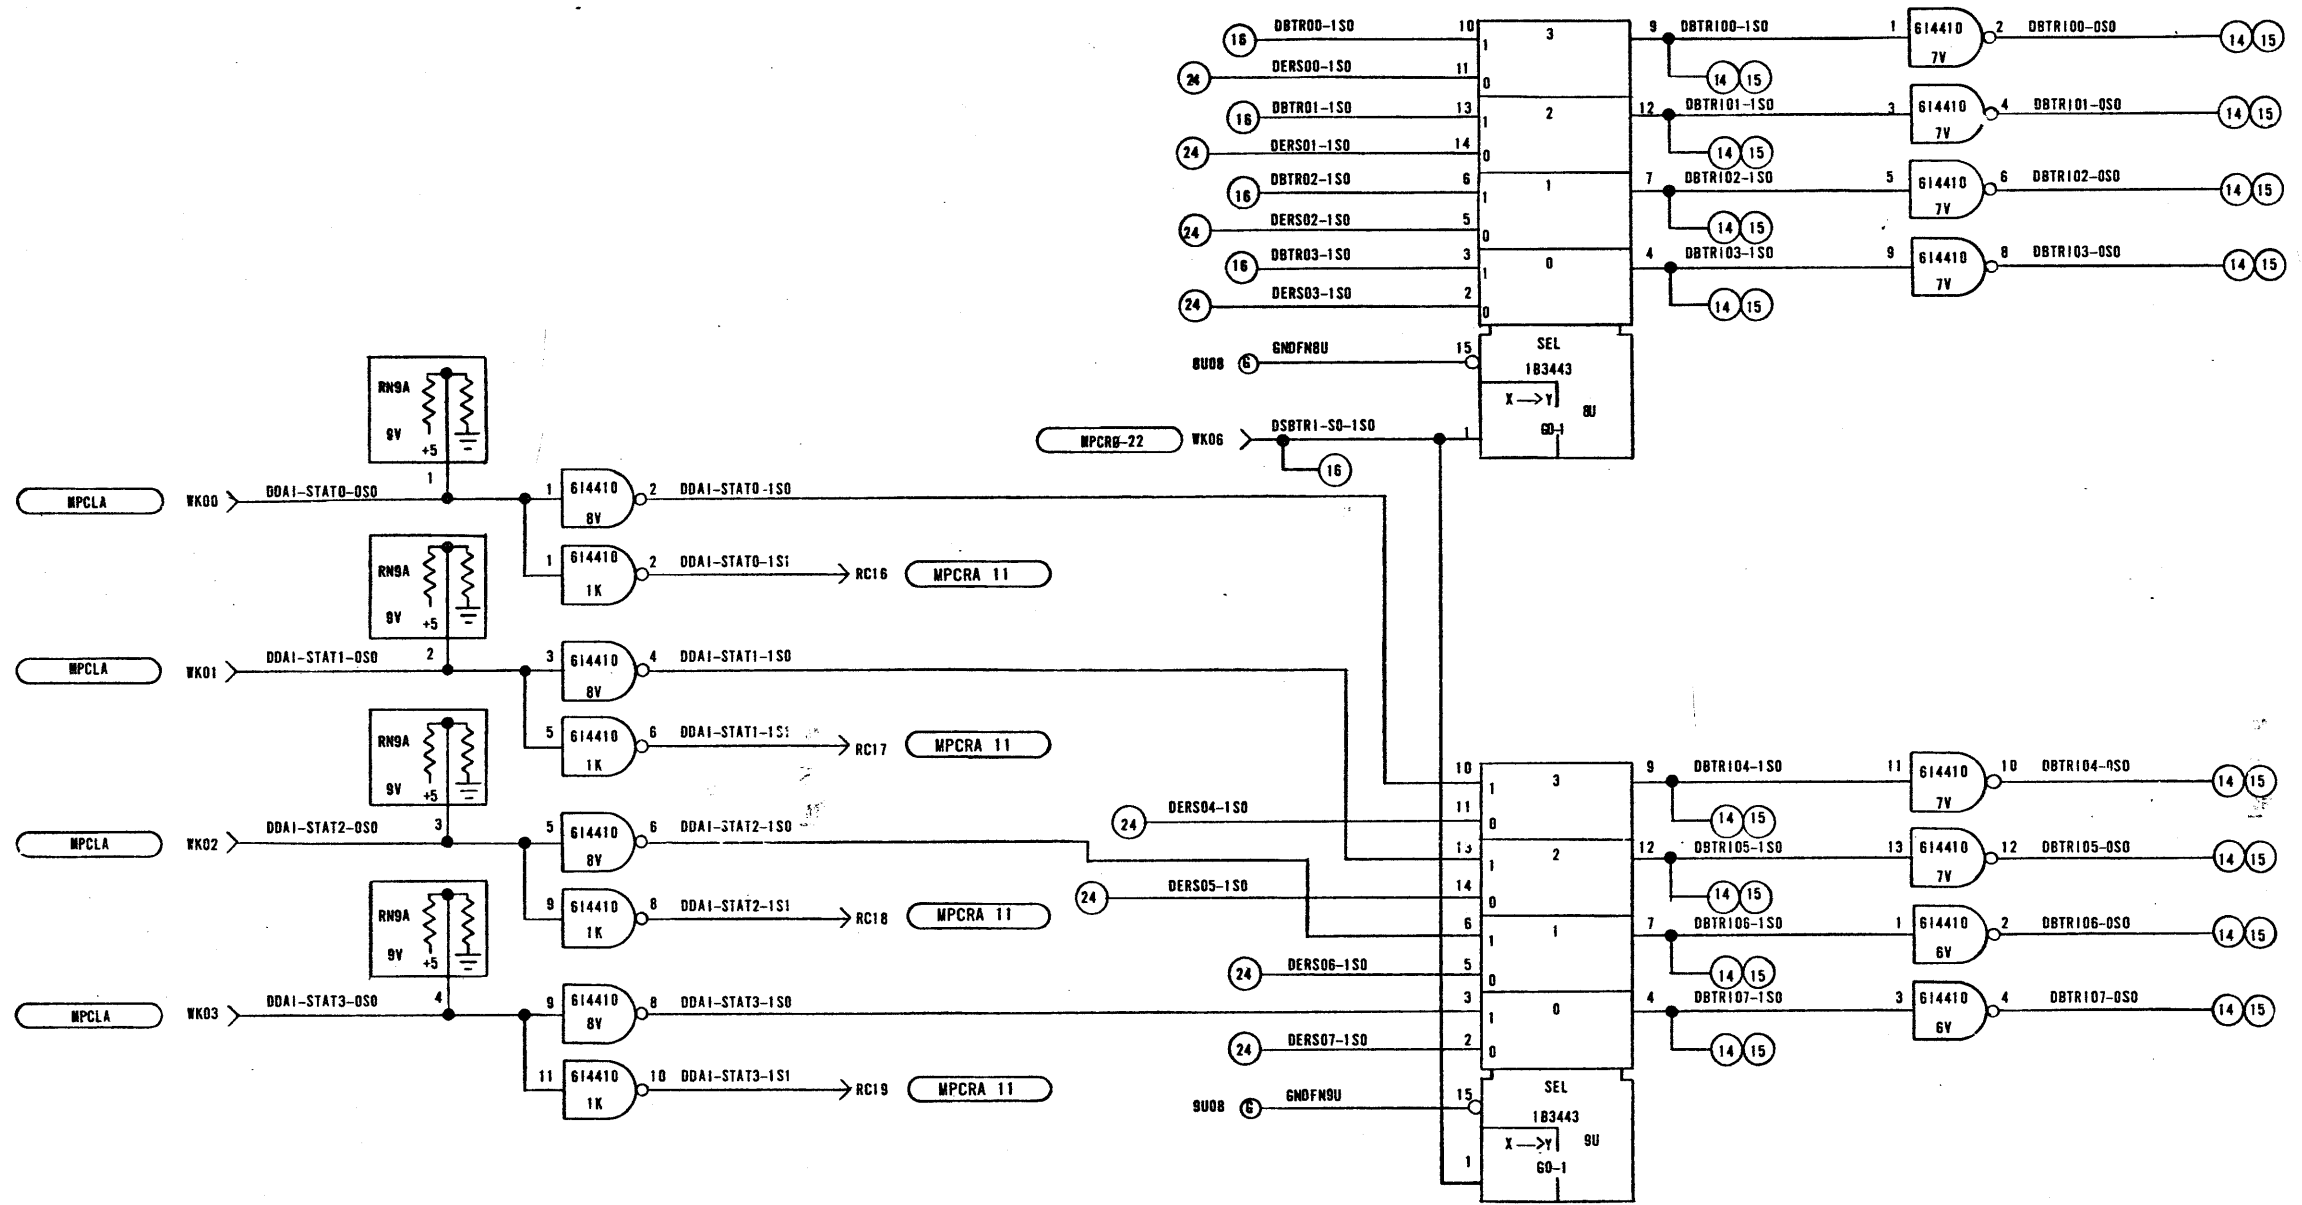 DBTR00-1S0
16
10
1
3
9
DBTRI00-1S0
1
614410
7V
2
DBTRI00-0S0
14
15
DERS00-1S0
24
11
0
14
15
DBTR01-1S0
16
13
1
2
12
DBTRI01-1S0
3
614410
7V
4
DBTRI01-0S0
14
15
DERS01-1S0
24
14
0
14
15
DBTR02-1S0
16
6
1
1
7
DBTRI02-1S0
5
614410
7V
6
DBTRI02-0S0
14
15
DERS02-1S0
24
5
0
14
15
DBTR03-1S0
16
3
1
0
4
DBTRI03-1S0
9
614410
7V
8
DBTRI03-0S0
14
15
DERS03-1S0
24
2
0
14
15
8U08
G
GNDFN8U
15
SEL
1B3443
X →Y
8U
G0-1
MPCRB-22
WK06
DSBTRI-S0-1S0
1
16
RN9A
9V
+5
1
MPCLA
WK00
DDAI-STAT0-0S0
1
614410
8V
2
DDAI-STAT0-1S0
1
614410
1K
2
DDAI-STAT0-1S1
RC16
MPCRA 11
RN9A
9V
+5
2
MPCLA
WK01
DDAI-STAT1-0S0
3
614410
8V
4
DDAI-STAT1-1S0
5
614410
1K
6
DDAI-STAT1-1S1
RC17
MPCRA 11
RN9A
9V
+5
3
MPCLA
WK02
DDAI-STAT2-0S0
5
614410
8V
6
DDAI-STAT2-1S0
9
614410
1K
8
DDAI-STAT2-1S1
RC18
MPCRA 11
RN9A
9V
+5
4
MPCLA
WK03
DDAI-STAT3-0S0
9
614410
8V
8
DDAI-STAT3-1S0
11
614410
1K
10
DDAI-STAT3-1S1
RC19
MPCRA 11
10
1
3
9
DBTRI04-1S0
11
614410
7V
10
DBTRI04-0S0
14
15
24
DERS04-1S0
11
0
14
15
13
1
2
12
DBTRI05-1S0
13
614410
7V
12
DBTRI05-0S0
14
15
24
DERS05-1S0
14
0
14
15
6
1
1
7
DBTRI06-1S0
1
614410
6V
2
DBTRI06-0S0
14
15
24
DERS06-1S0
5
0
14
15
3
1
0
4
DBTRI07-1S0
3
614410
6V
4
DBTRI07-0S0
14
15
24
DERS07-1S0
2
0
14
15
9U08
G
GNDFN9U
15
SEL
1B3443
X →Y
9U
G0-1
1